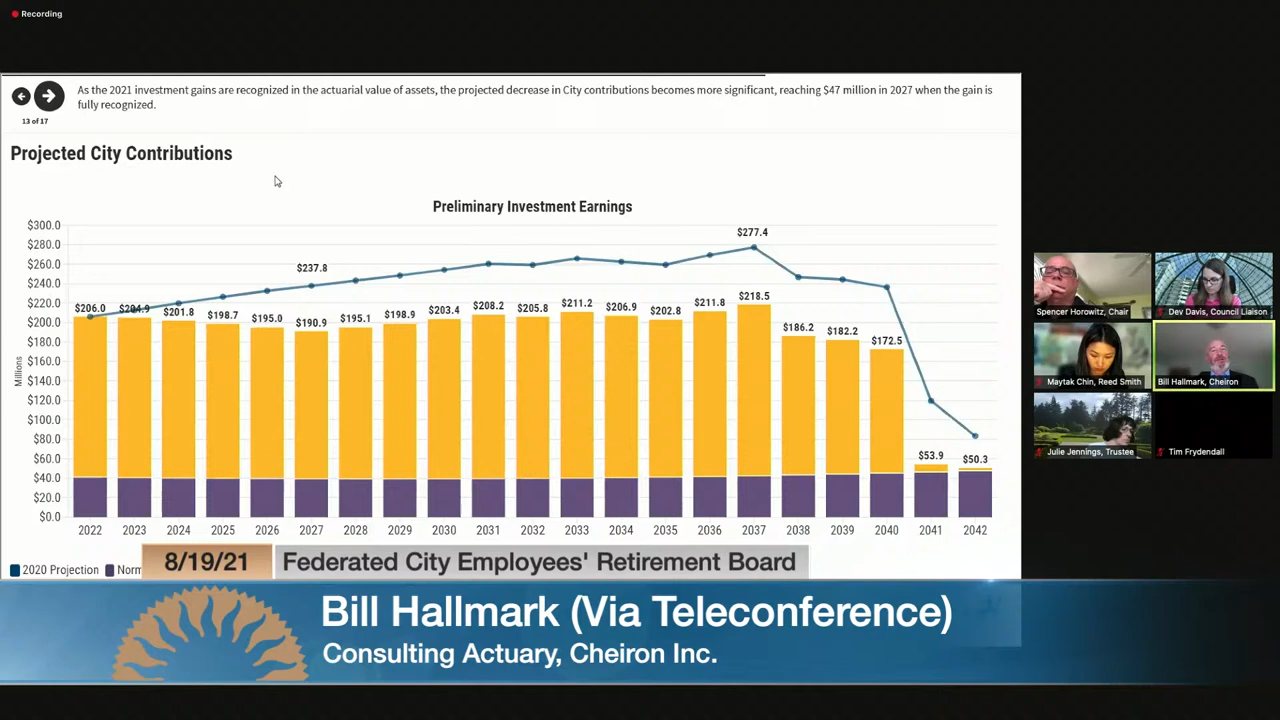 Recording
As the 2021 investment gains are recognized in the actuarial value of assets, the projected decrease in City contributions becomes more significant, reaching $47 million in 2027 when the gain is
fully recognized.
13 of 17
Projected City Contributions
Preliminary Investment Earnings
Millions
$300.0
$280.0
$260.0
$240.0
$220.0
$200.0
$180.0
$160.0
$140.0
$120.0
$100.0
$80.0
$60.0
$40.0
$20.0
$0.0
$237.8
$277.4
$206.0 $204.9 $201.8 $198.7 $195.0 $190.9 $195.1 $198.9 $203.4 $208.2 $205.8 $211.2 $206.9 $202.8 $211.8 $218.5 $186.2 $182.2 $172.5 $53.9 $50.3
2022 2023 2024 2025 2026 2027 2028 2029 2030 2031 2032 2033 2034 2035 2036 2037 2038 2039 2040 2041 2042
2020 Projection Norm
Spencer Horowitz, Chair
Dev Davis, Council Liaison
Maytak Chin, Reed Smith
Bill Hallmark, Cheiron
Julie Jennings, Trustee
Tim Frydendall
8/19/21 Federated City Employees' Retirement Board
Bill Hallmark (Via Teleconference)
Consulting Actuary, Cheiron Inc.